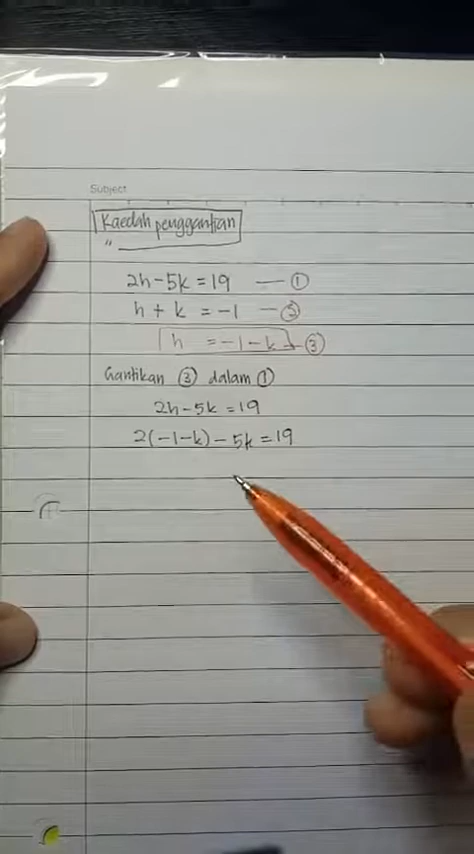 Subject
Kaedah penggantian
2h - 5k = 19 — ①
h + k = -1 — ②
h = -1 - k — ③
Gantikan ③ dalam ①
2h - 5k = 19
2(-1-k) - 5k = 19